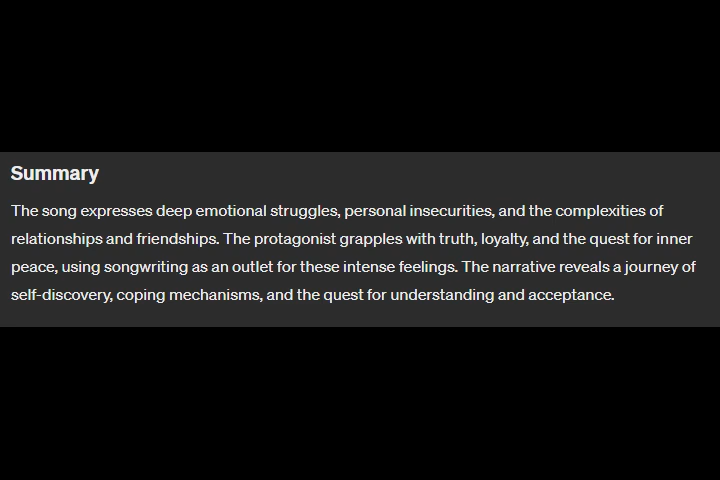 Summary
The song expresses deep emotional struggles, personal insecurities, and the complexities of
relationships and friendships. The protagonist grapples with truth, loyalty, and the quest for inner
peace, using songwriting as an outlet for these intense feelings. The narrative reveals a journey of
self-discovery, coping mechanisms, and the quest for understanding and acceptance.